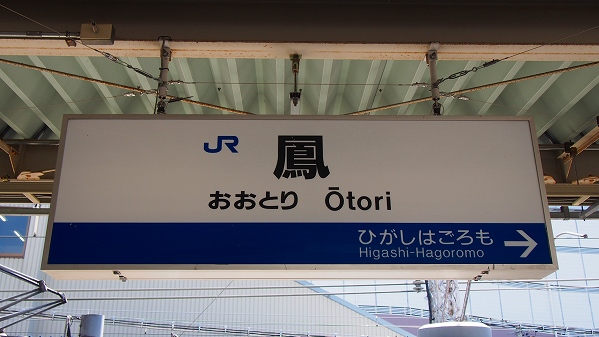 JR 鳳
おおとり Ōtori
ひがしはごろも →
Higashi-Hagoromo